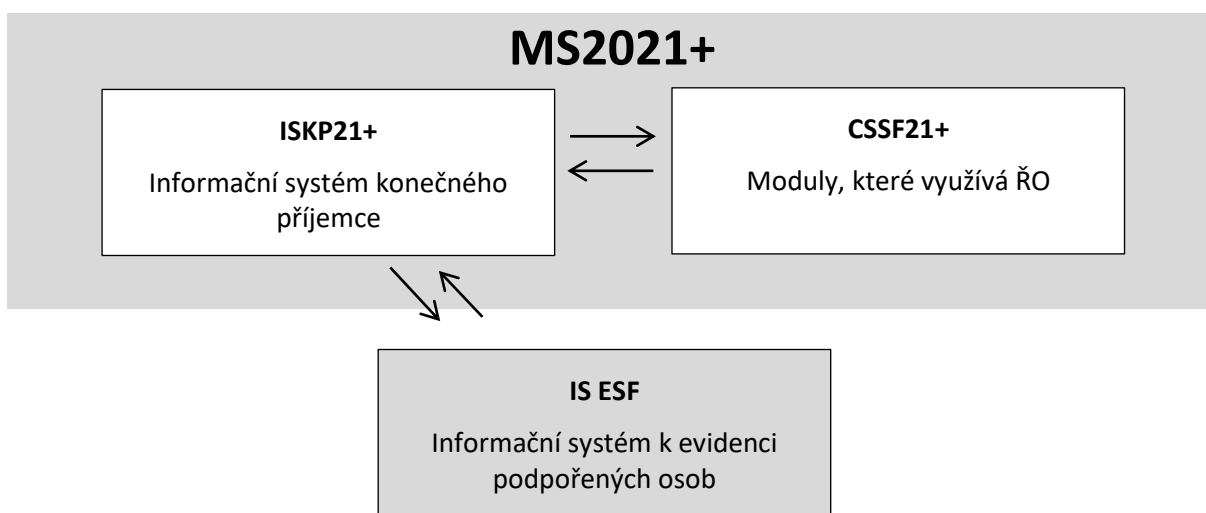 MS2021+
ISKP21+
Informační systém konečného
příjemce
CSSF21+
Moduly, které využívá ŘO
IS ESF
Informační systém k evidenci
podpořených osob